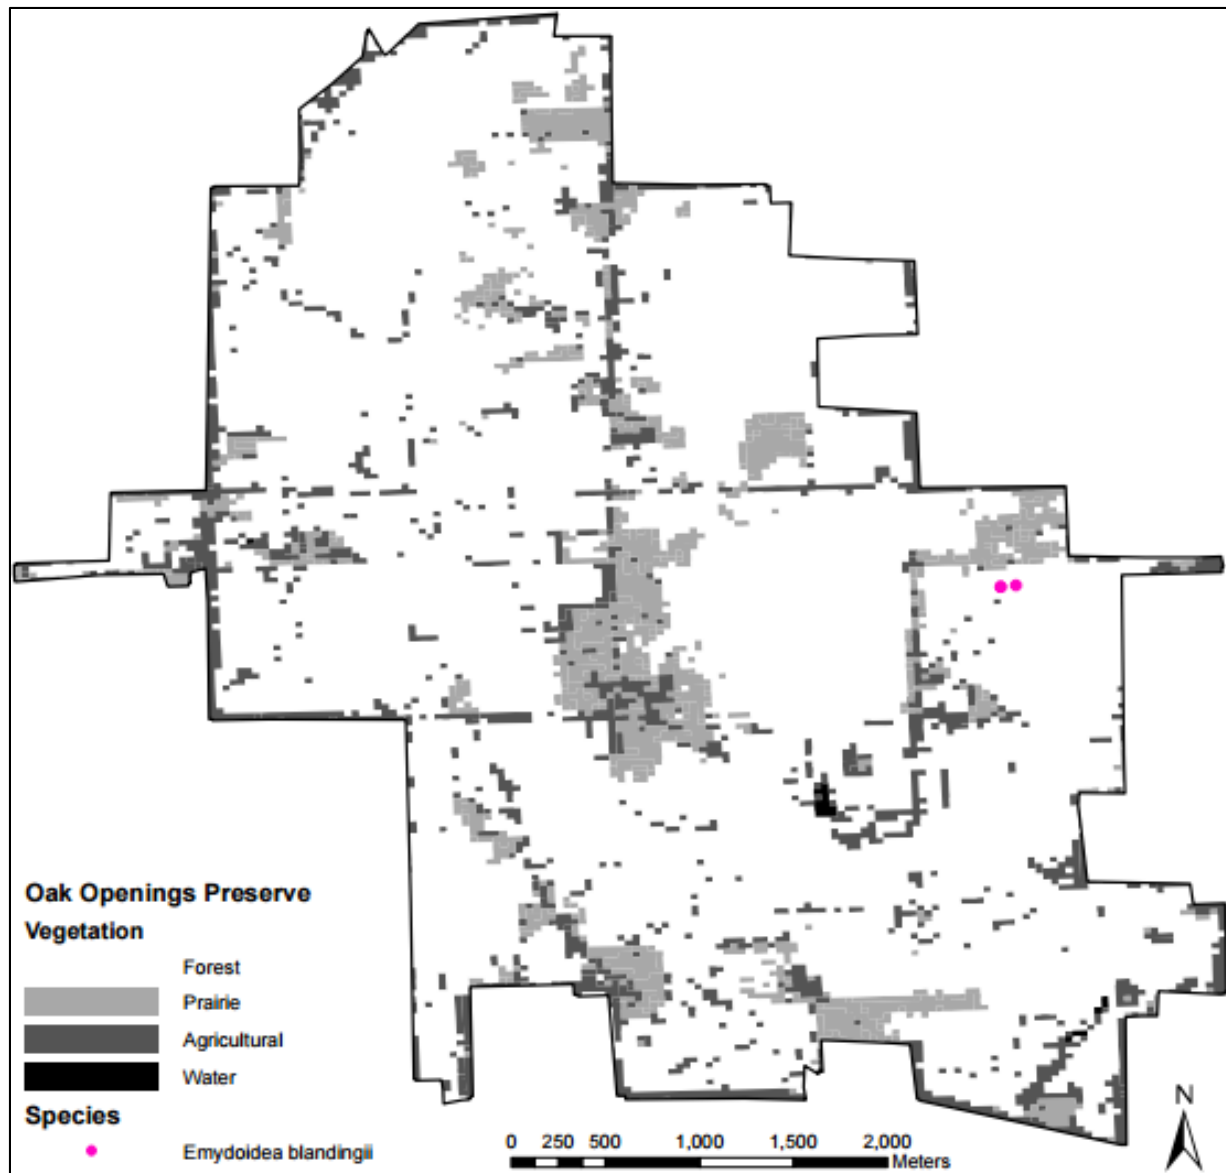 Oak Openings Preserve
Vegetation
Forest
Prairie
Agricultural
Water
Species
Emydoidea blandingii
0 250 500 1,000 1,500 2,000
Meters
N